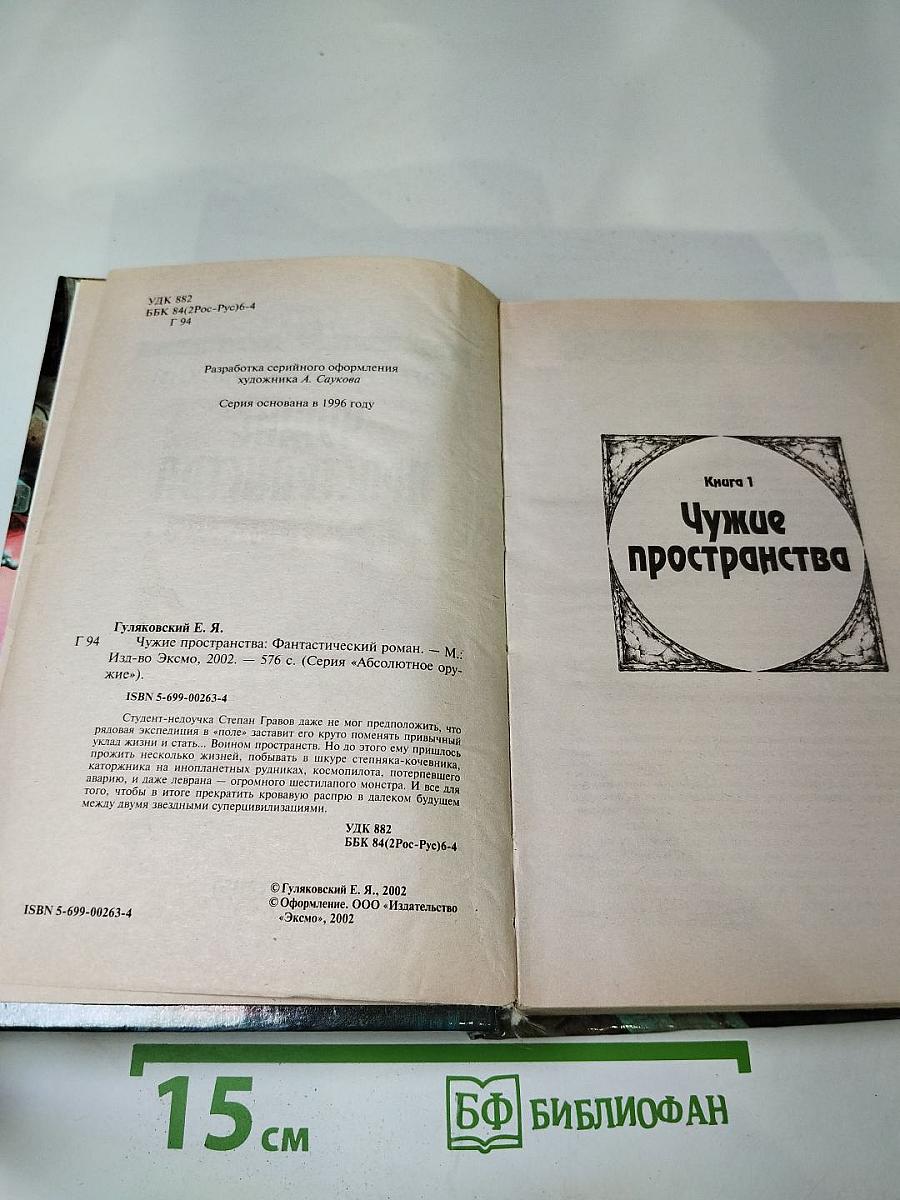 УДК 882
ББК 84(2Рос-Рус)6-4
Г 94
Разработка серийного оформления
художника А. Саукова
Серия основана в 1996 году
Гуляковский Е. Я.
Г 94 Чужие пространства: Фантастический роман. — М.:
Изд-во Эксмо, 2002. — 576 с. (Серия «Абсолютное ору-
жие»).
ISBN 5-699-00263-4
Студент-недоучка Степан Гравов даже не мог предположить, что
рядовая экспедиция в «поле» заставит его круто поменять привычный
уклад жизни и стать... Воином пространств. Но до этого ему пришлось
прожить несколько жизней, побывать в шкуре степняка-кочевника,
каторжника на инопланетных рудниках, космопилота, потерпевшего
аварию, и даже леврана — огромного шестилапого монстра. И все для
того, чтобы в итоге прекратить кровавую распрю в далеком будущем
между двумя звездными суперцивилизациями.
УДК 882
ББК 84(2Рос-Рус)6-4
© Гуляковский Е. Я., 2002
© Оформление. ООО «Издательство
«Эксмо», 2002
ISBN 5-699-00263-4
Книга 1
Чужие
пространства
15 см
БФ БИБЛИОФАН